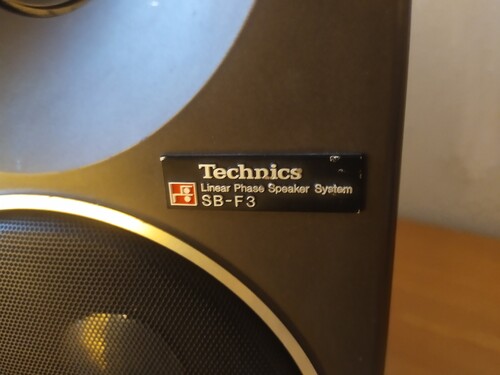 Technics
Linear Phase Speaker System
SB-F3